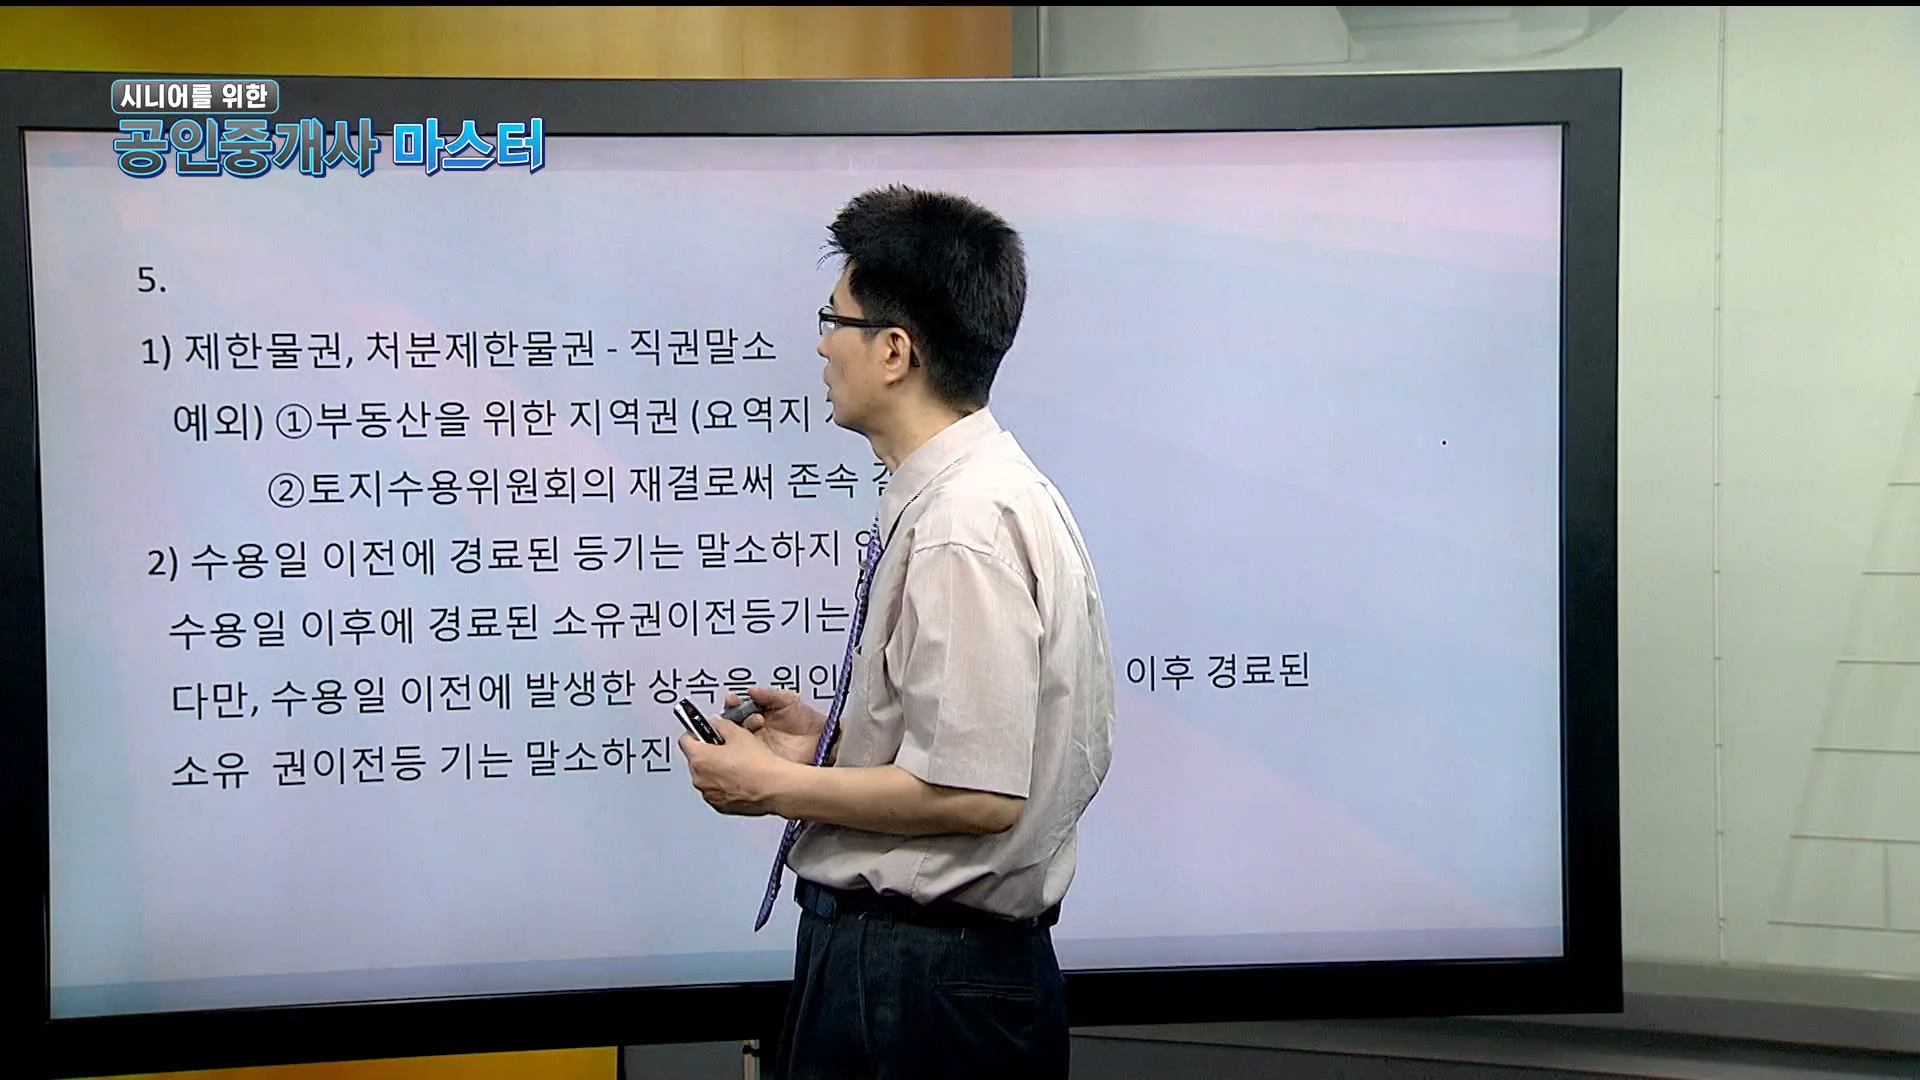 시니어를 위한
공인중개사 마스터
5.
1) 제한물권, 처분제한물권 - 직권말소
예외) ①부동산을 위한 지역권 (요역지
②토지수용위원회의 재결로써 존속
2) 수용일 이전에 경료된 등기는 말소하지
수용일 이후에 경료된 소유권이전등기는
다만, 수용일 이전에 발생한 상속을 원인 이후 경료된
소유 권이전등 기는 말소하진